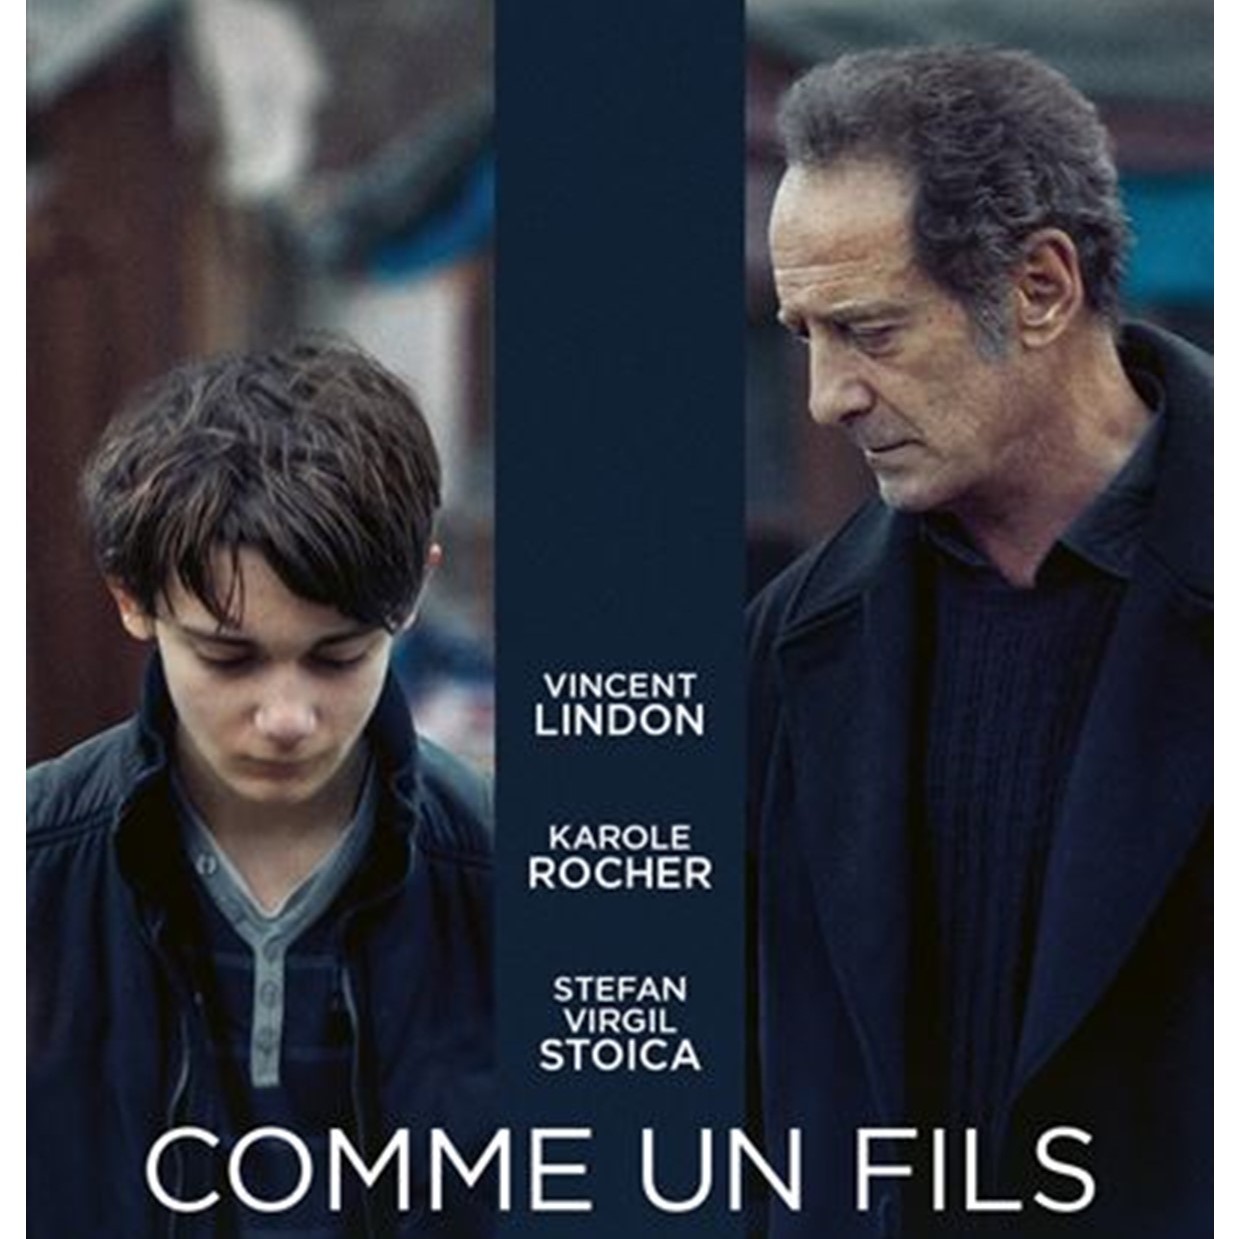 VINCENT
LINDON
KAROLE
ROCHER
STEFAN
VIRGIL
STOICA
COMME UN FILS